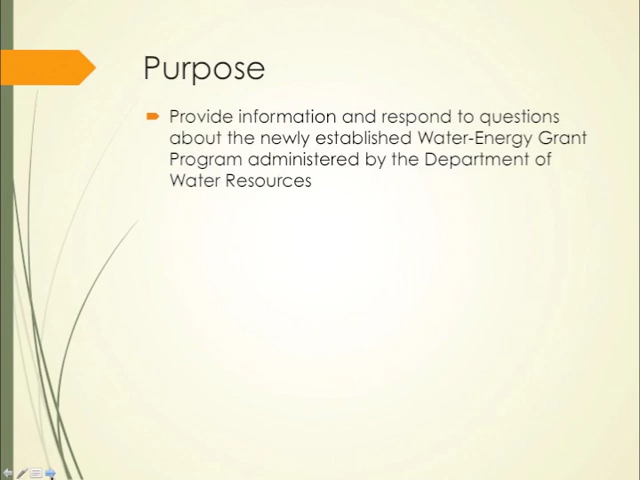 Purpose
Provide information and respond to questions
about the newly established Water-Energy Grant
Program administered by the Department of
Water Resources